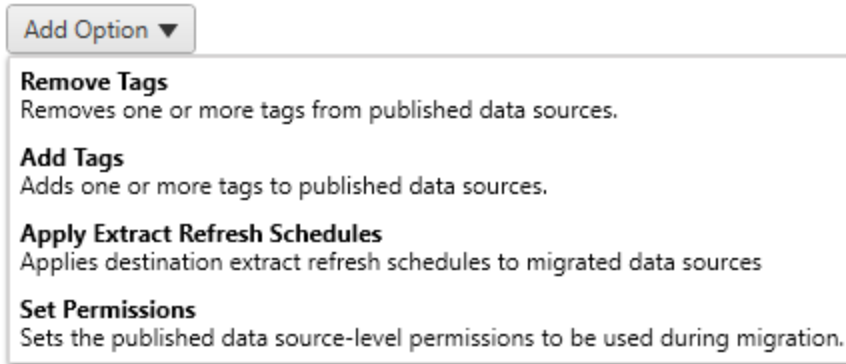 Add Option ▼
Remove Tags
Removes one or more tags from published data sources.
Add Tags
Adds one or more tags to published data sources.
Apply Extract Refresh Schedules
Applies destination extract refresh schedules to migrated data sources
Set Permissions
Sets the published data source-level permissions to be used during migration.